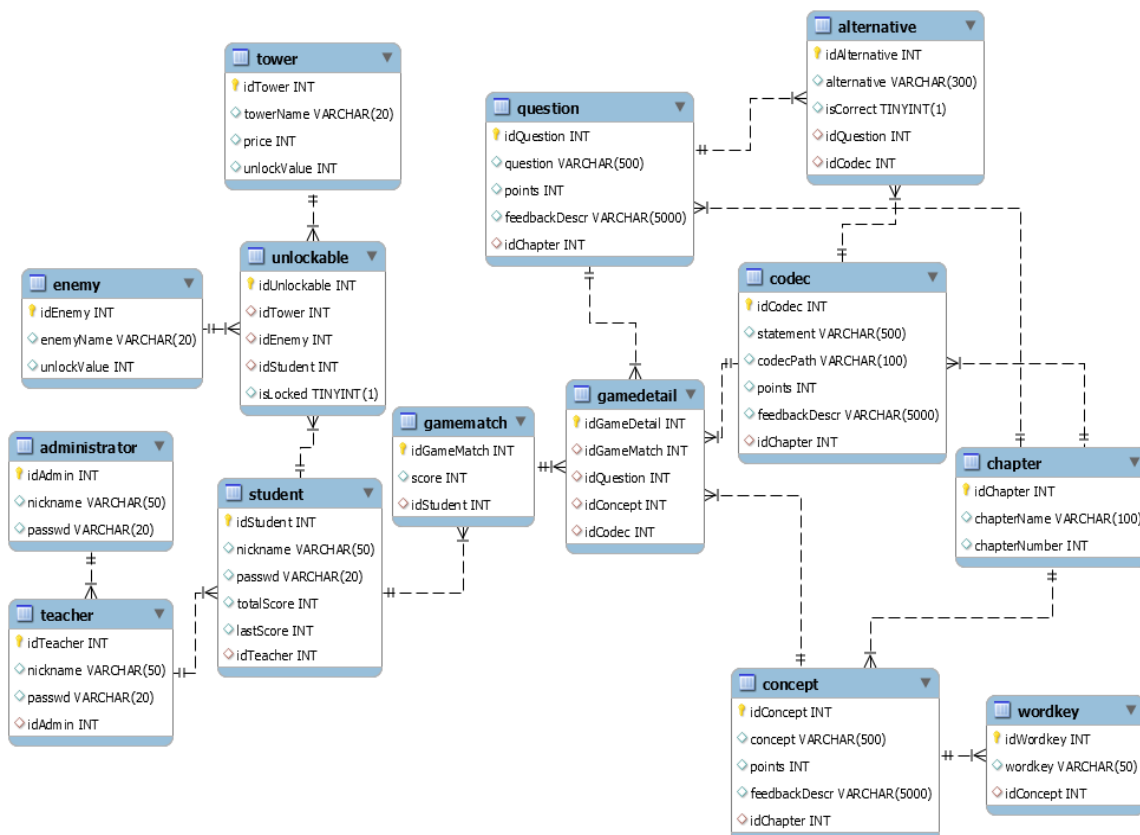 alternative
idAlternative INT
alternative VARCHAR(300)
isCorrect TINYINT(1)
idQuestion INT
idCodec INT
tower
idTower INT
towerName VARCHAR(20)
price INT
unlockValue INT
question
idQuestion INT
question VARCHAR(500)
points INT
feedbackDescr VARCHAR(5000)
idChapter INT
unlockable
idUnlockable INT
idTower INT
idEnemy INT
idStudent INT
isLocked TINYINT(1)
enemy
idEnemy INT
enemyName VARCHAR(20)
unlockValue INT
codec
idCodec INT
statement VARCHAR(500)
codecPath VARCHAR(100)
points INT
feedbackDescr VARCHAR(5000)
idChapter INT
gamedetail
idGameDetail INT
idGameMatch INT
idQuestion INT
idConcept INT
idCodec INT
gamematch
idGameMatch INT
score INT
idStudent INT
administrator
idAdmin INT
nickname VARCHAR(50)
passwd VARCHAR(20)
chapter
idChapter INT
chapterName VARCHAR(100)
chapterNumber INT
student
idStudent INT
nickname VARCHAR(50)
passwd VARCHAR(20)
totalScore INT
lastScore INT
idTeacher INT
teacher
idTeacher INT
nickname VARCHAR(50)
passwd VARCHAR(20)
idAdmin INT
concept
idConcept INT
concept VARCHAR(500)
points INT
feedbackDescr VARCHAR(5000)
idChapter INT
wordkey
idWordkey INT
wordkey VARCHAR(50)
idConcept INT